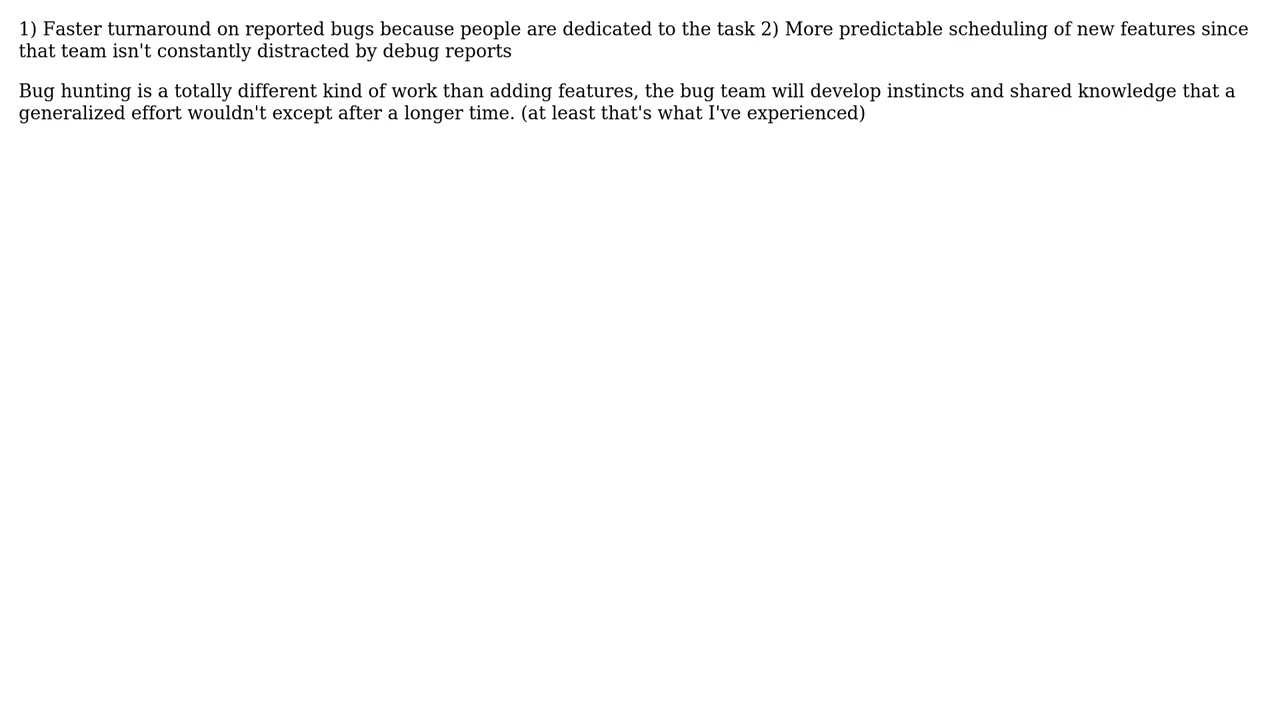 1) Faster turnaround on reported bugs because people are dedicated to the task 2) More predictable scheduling of new features since
that team isn't constantly distracted by debug reports
Bug hunting is a totally different kind of work than adding features, the bug team will develop instincts and shared knowledge that a
generalized effort wouldn't except after a longer time. (at least that's what I've experienced)